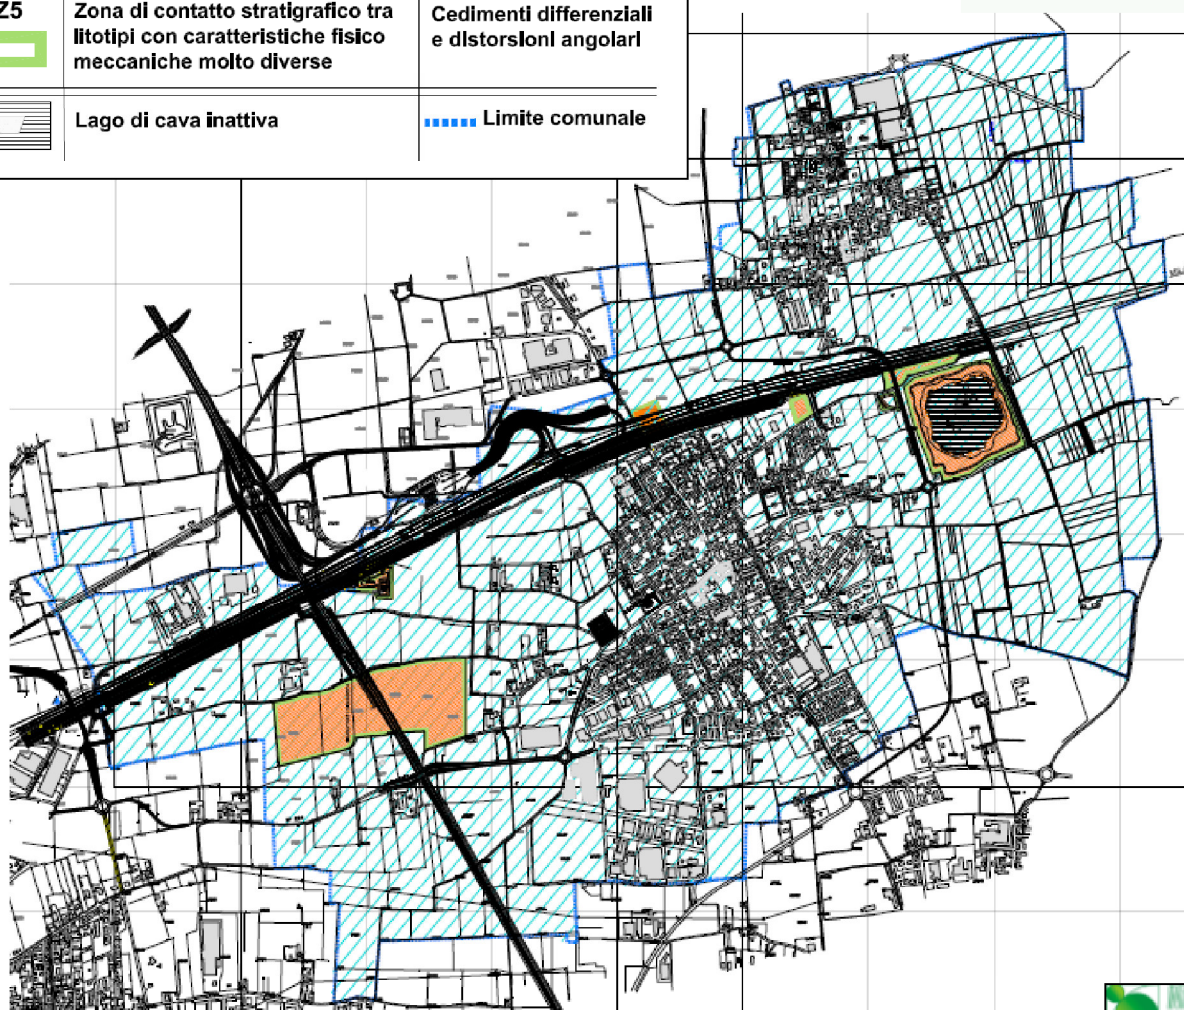 Z5
Zona di contatto stratigrafico tra
litotipi con caratteristiche fisico
meccaniche molto diverse
Cedimenti differenziali
e distorsioni angolari
Lago di cava inattiva
Limite comunale